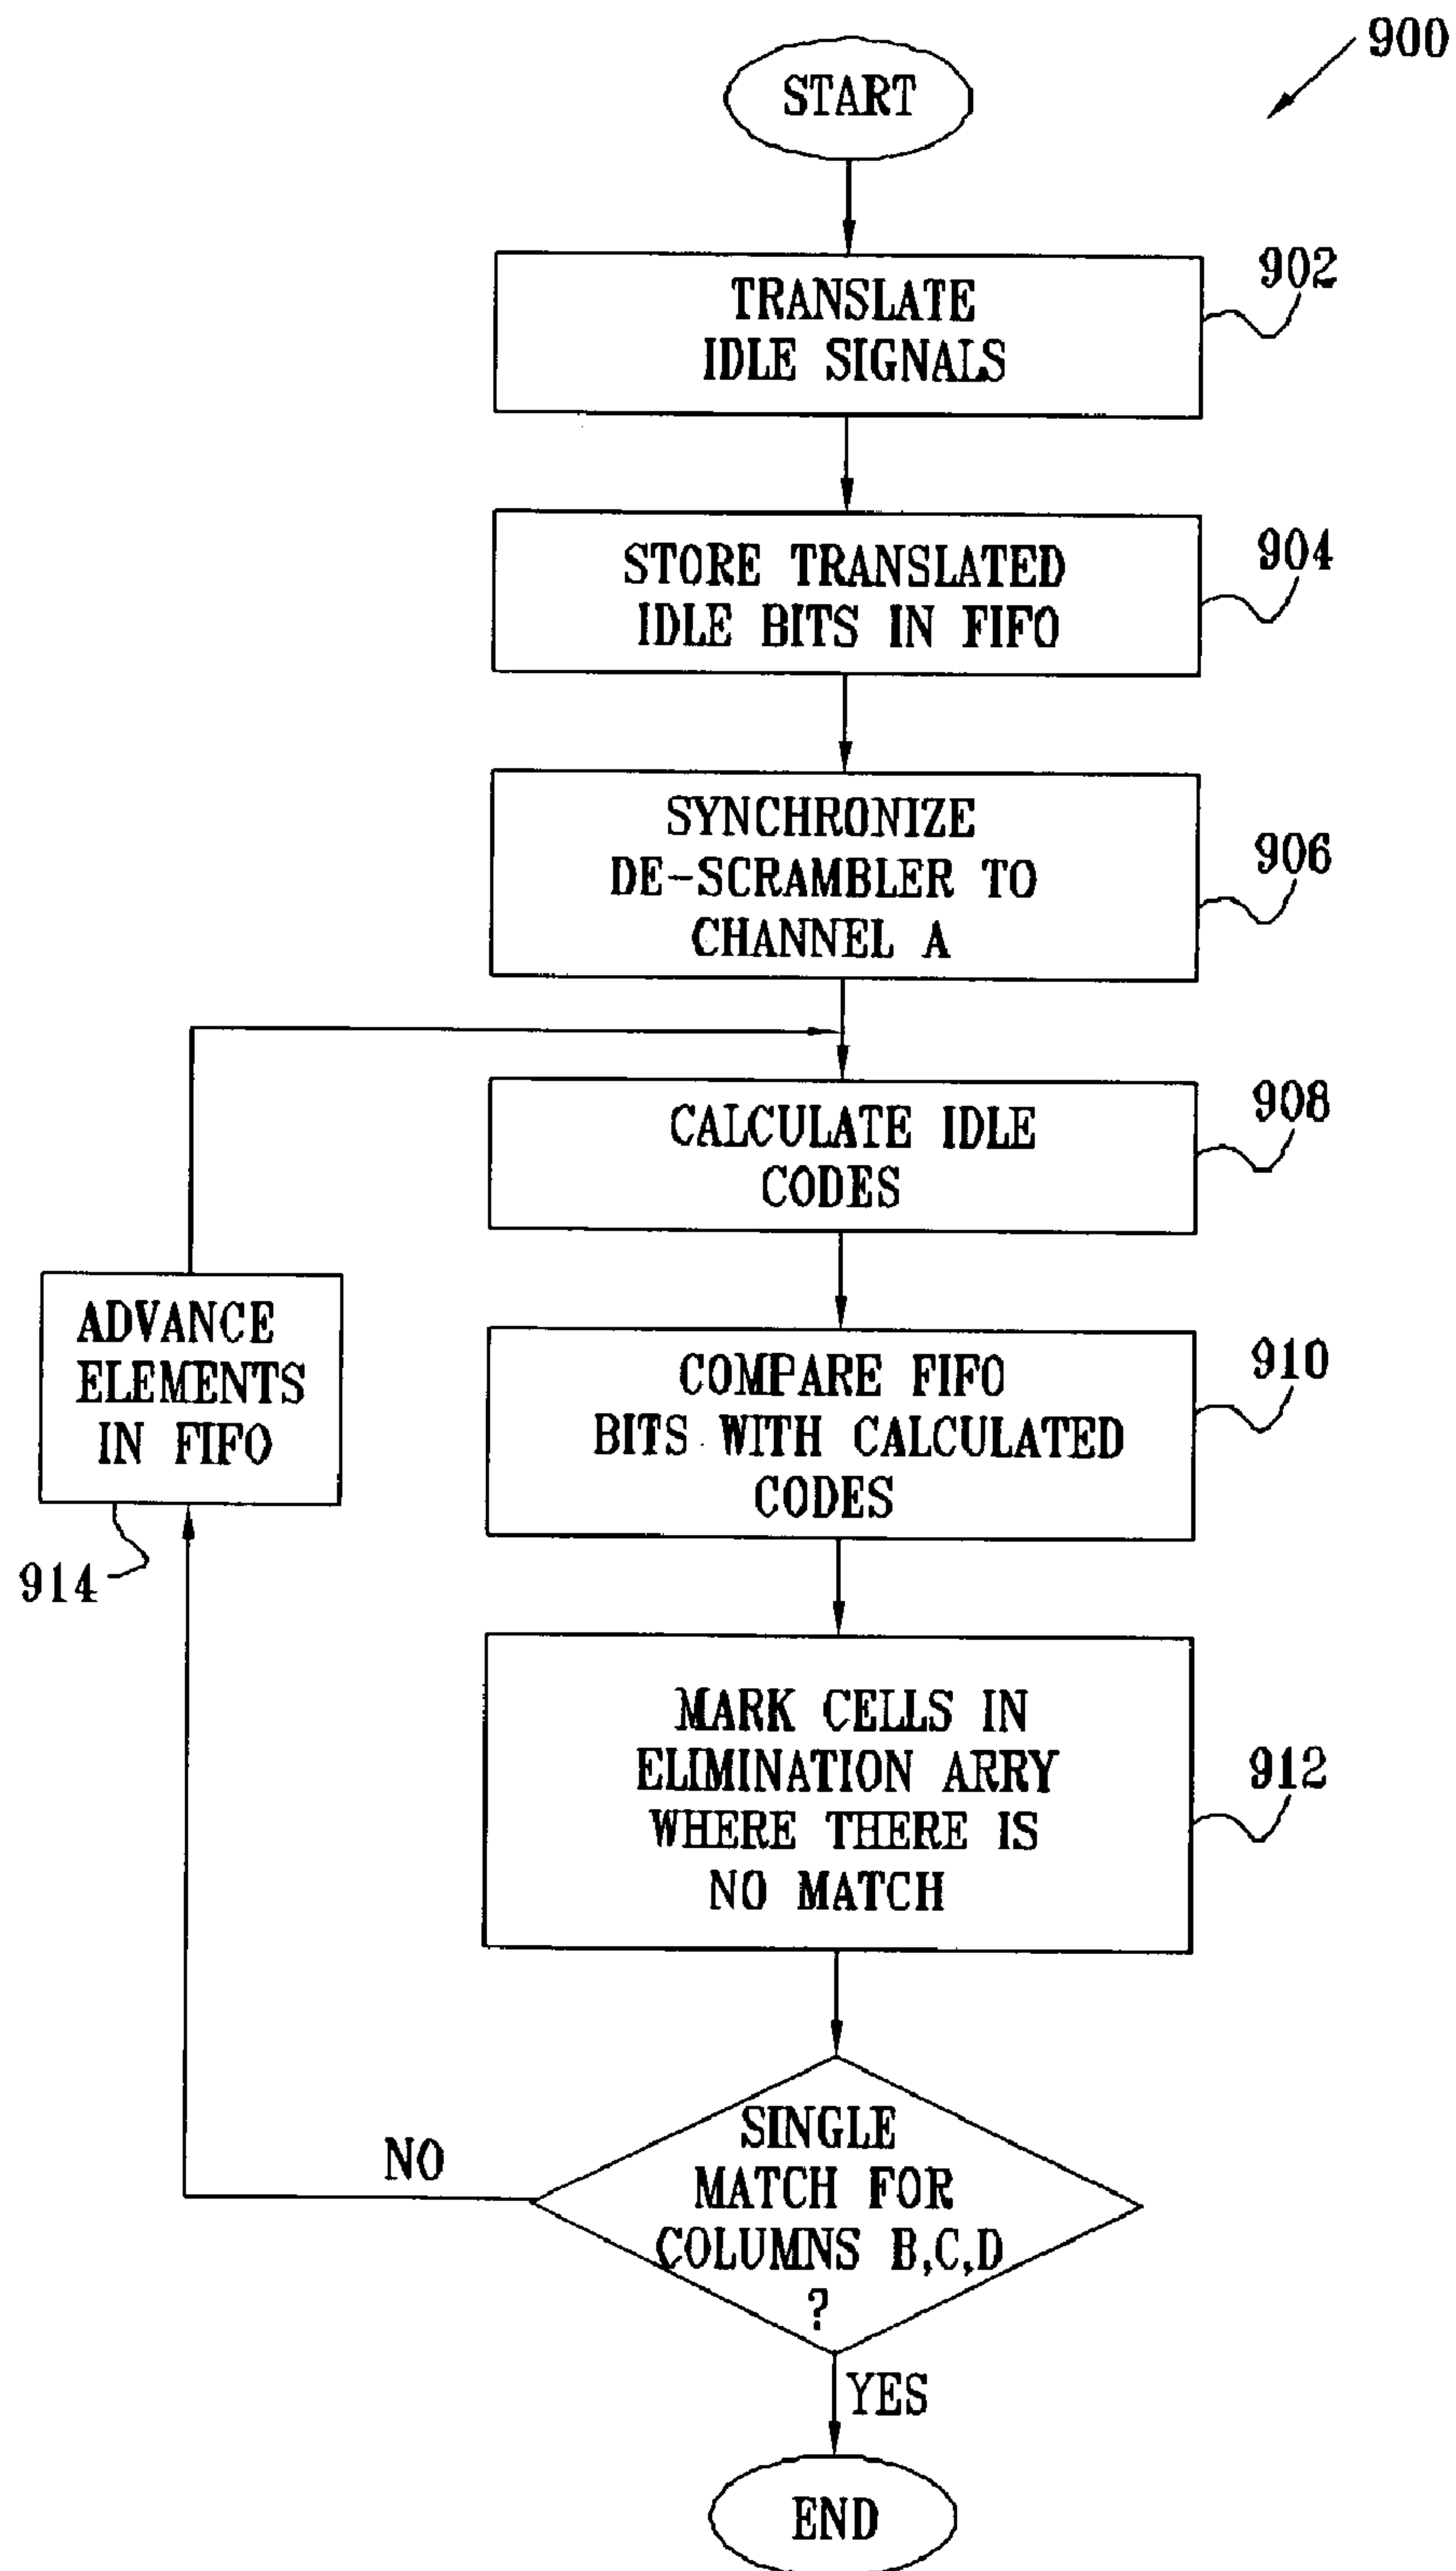 900
START
TRANSLATE
IDLE SIGNALS
902
STORE TRANSLATED
IDLE BITS IN FIFO
904
SYNCHRONIZE
DE-SCRAMBLER TO
CHANNEL A
906
CALCULATE IDLE
CODES
908
ADVANCE
ELEMENTS
IN FIFO
914
COMPARE FIFO
BITS WITH CALCULATED
CODES
910
MARK CELLS IN
ELIMINATION ARRY
WHERE THERE IS
NO MATCH
912
SINGLE
MATCH FOR
COLUMNS B,C,D
?
NO
YES
END